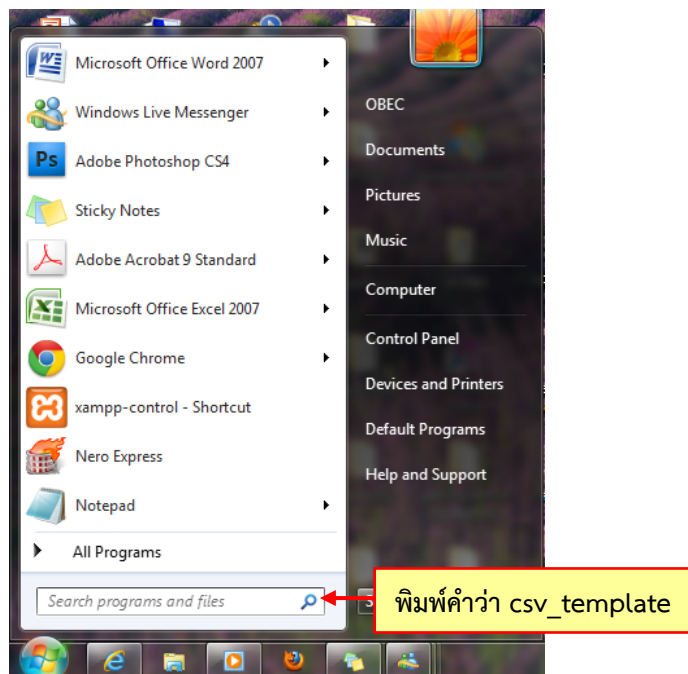 Microsoft Office Word 2007
Windows Live Messenger
Ps
Adobe Photoshop CS4
Sticky Notes
Adobe Acrobat 9 Standard
Microsoft Office Excel 2007
Google Chrome
xampp-control - Shortcut
Nero Express
Notepad
All Programs
Search programs and files
OBEC
Documents
Pictures
Music
Computer
Control Panel
Devices and Printers
Default Programs
Help and Support
พิมพ์คำว่า csv_template